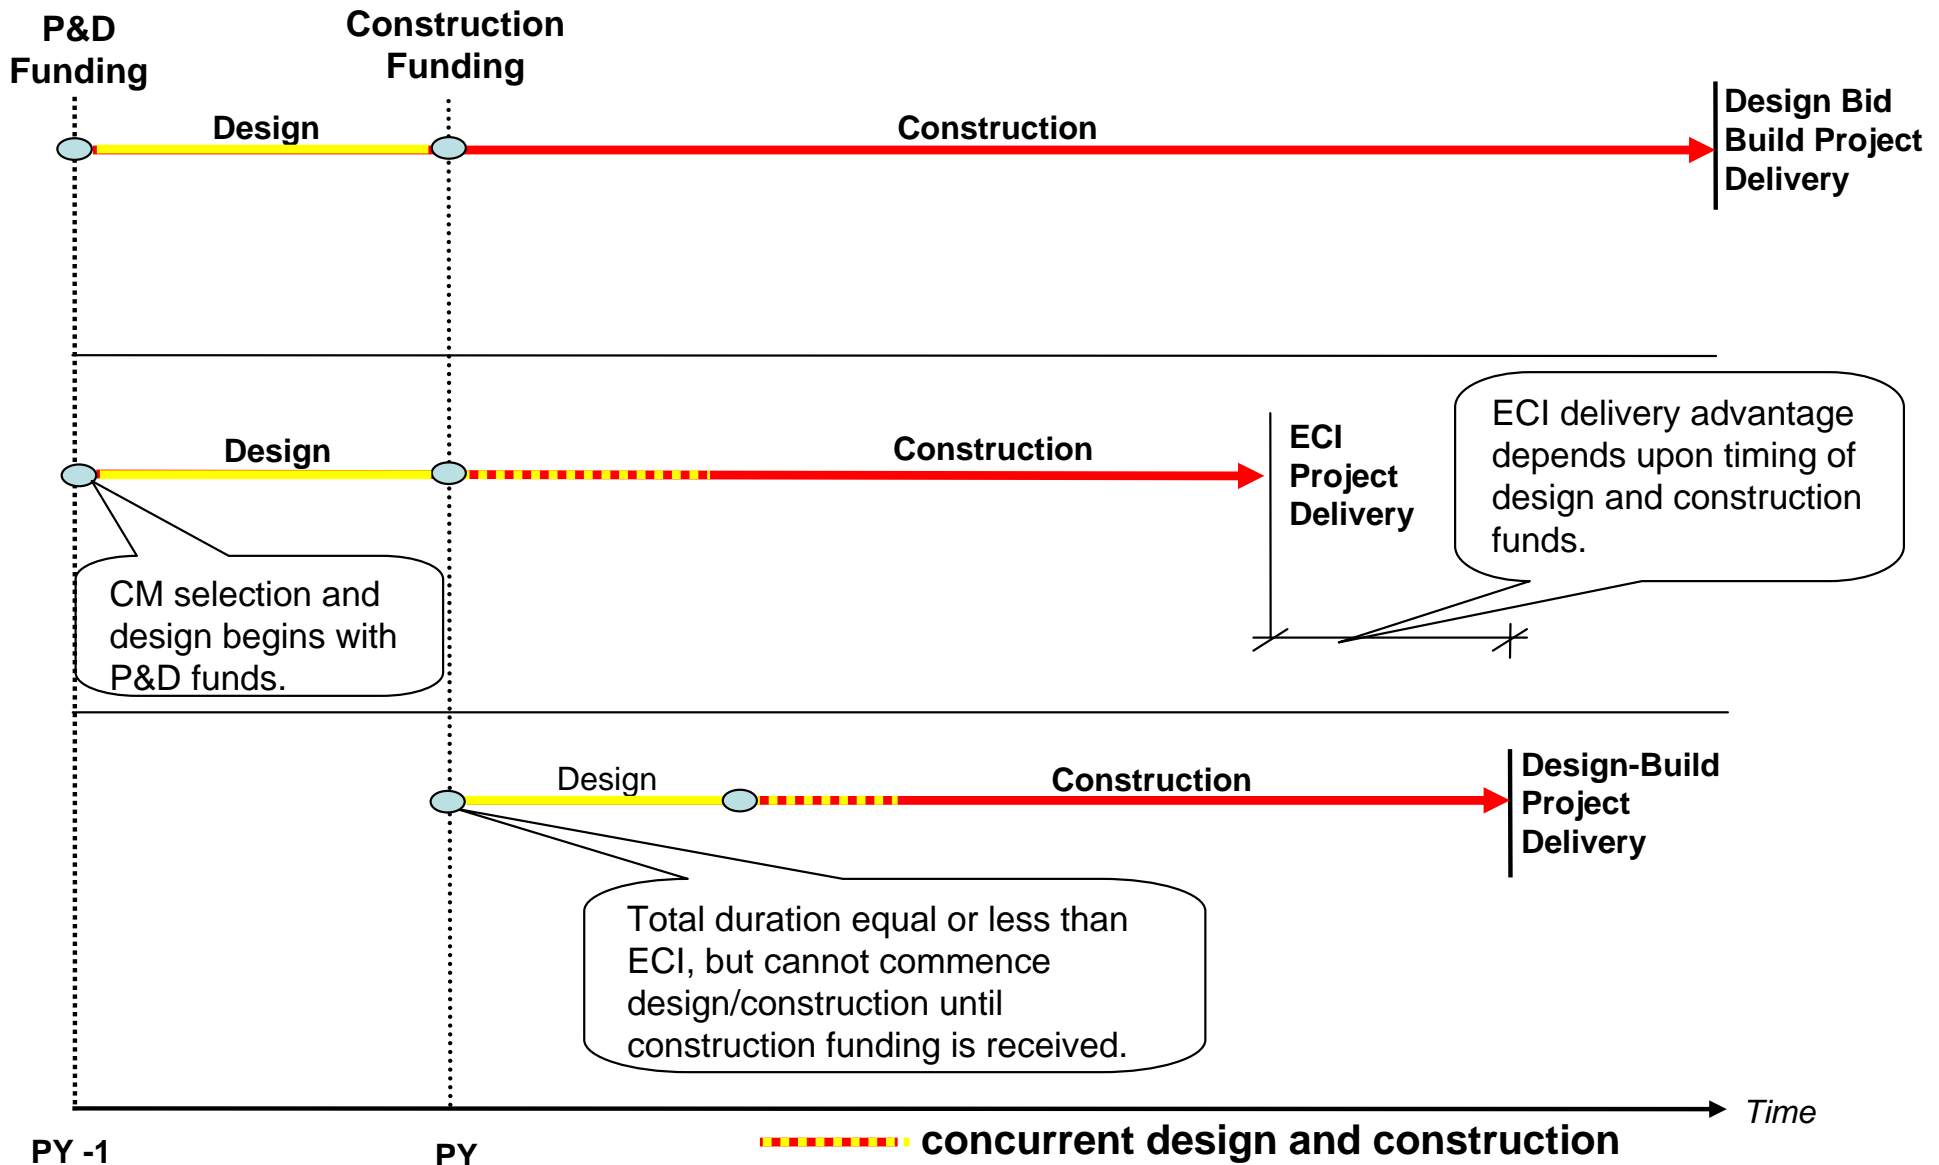 P&D
Funding
Construction
Funding
Design
Construction
Design Bid
Build Project
Delivery
Design
Construction
ECI
Project
Delivery
ECI delivery advantage
depends upon timing of
design and construction
funds.
CM selection and
design begins with
P&D funds.
Design
Construction
Design-Build
Project
Delivery
Total duration equal or less than
ECI, but cannot commence
design/construction until
construction funding is received.
Time
PY -1
PY
concurrent design and construction